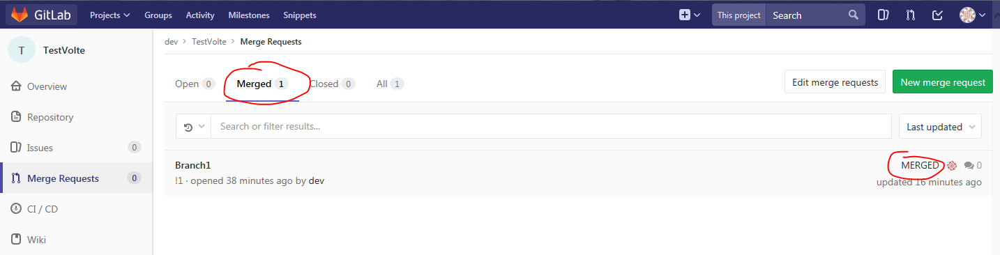 GitLab Projects Groups Activity Milestones Snippets This project Search
T TestVolte
dev > TestVolte > Merge Requests
Open 0 Merged 1 Closed 0 All 1 Edit merge requests New merge request
Overview
Repository
Search or filter results... Last updated
Issues 0
Branch1 MERGED 0
Merge Requests 0
!1 · opened 38 minutes ago by dev updated 16 minutes ago
CI / CD
Wiki